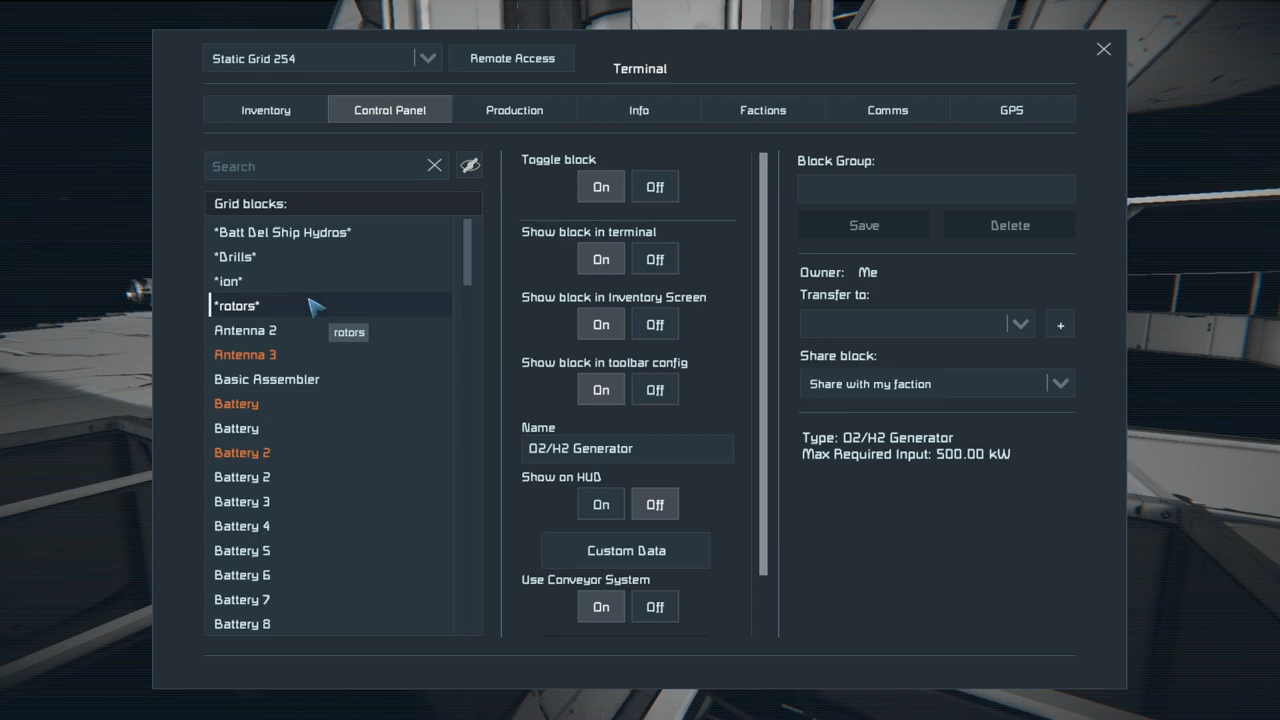 Static Grid 254
Remote Access
Terminal
Inventory
Control Panel
Production
Info
Factions
Comms
GPS
Search
Grid blocks:
*Batt Del Ship Hydros*
*Drills*
*ion*
*rotors*
rotors
Antenna 2
Antenna 3
Basic Assembler
Battery
Battery
Battery 2
Battery 2
Battery 3
Battery 4
Battery 5
Battery 6
Battery 7
Battery 8
Toggle block
On Off
Show block in terminal
On Off
Show block in Inventory Screen
On Off
Show block in toolbar config
On Off
Name
O2/H2 Generator
Show on HUD
On Off
Custom Data
Use Conveyor System
On Off
Block Group:
Save Delete
Owner: Me
Transfer to:
+
Share block:
Share with my faction
Type: O2/H2 Generator
Max Required Input: 500.00 kW